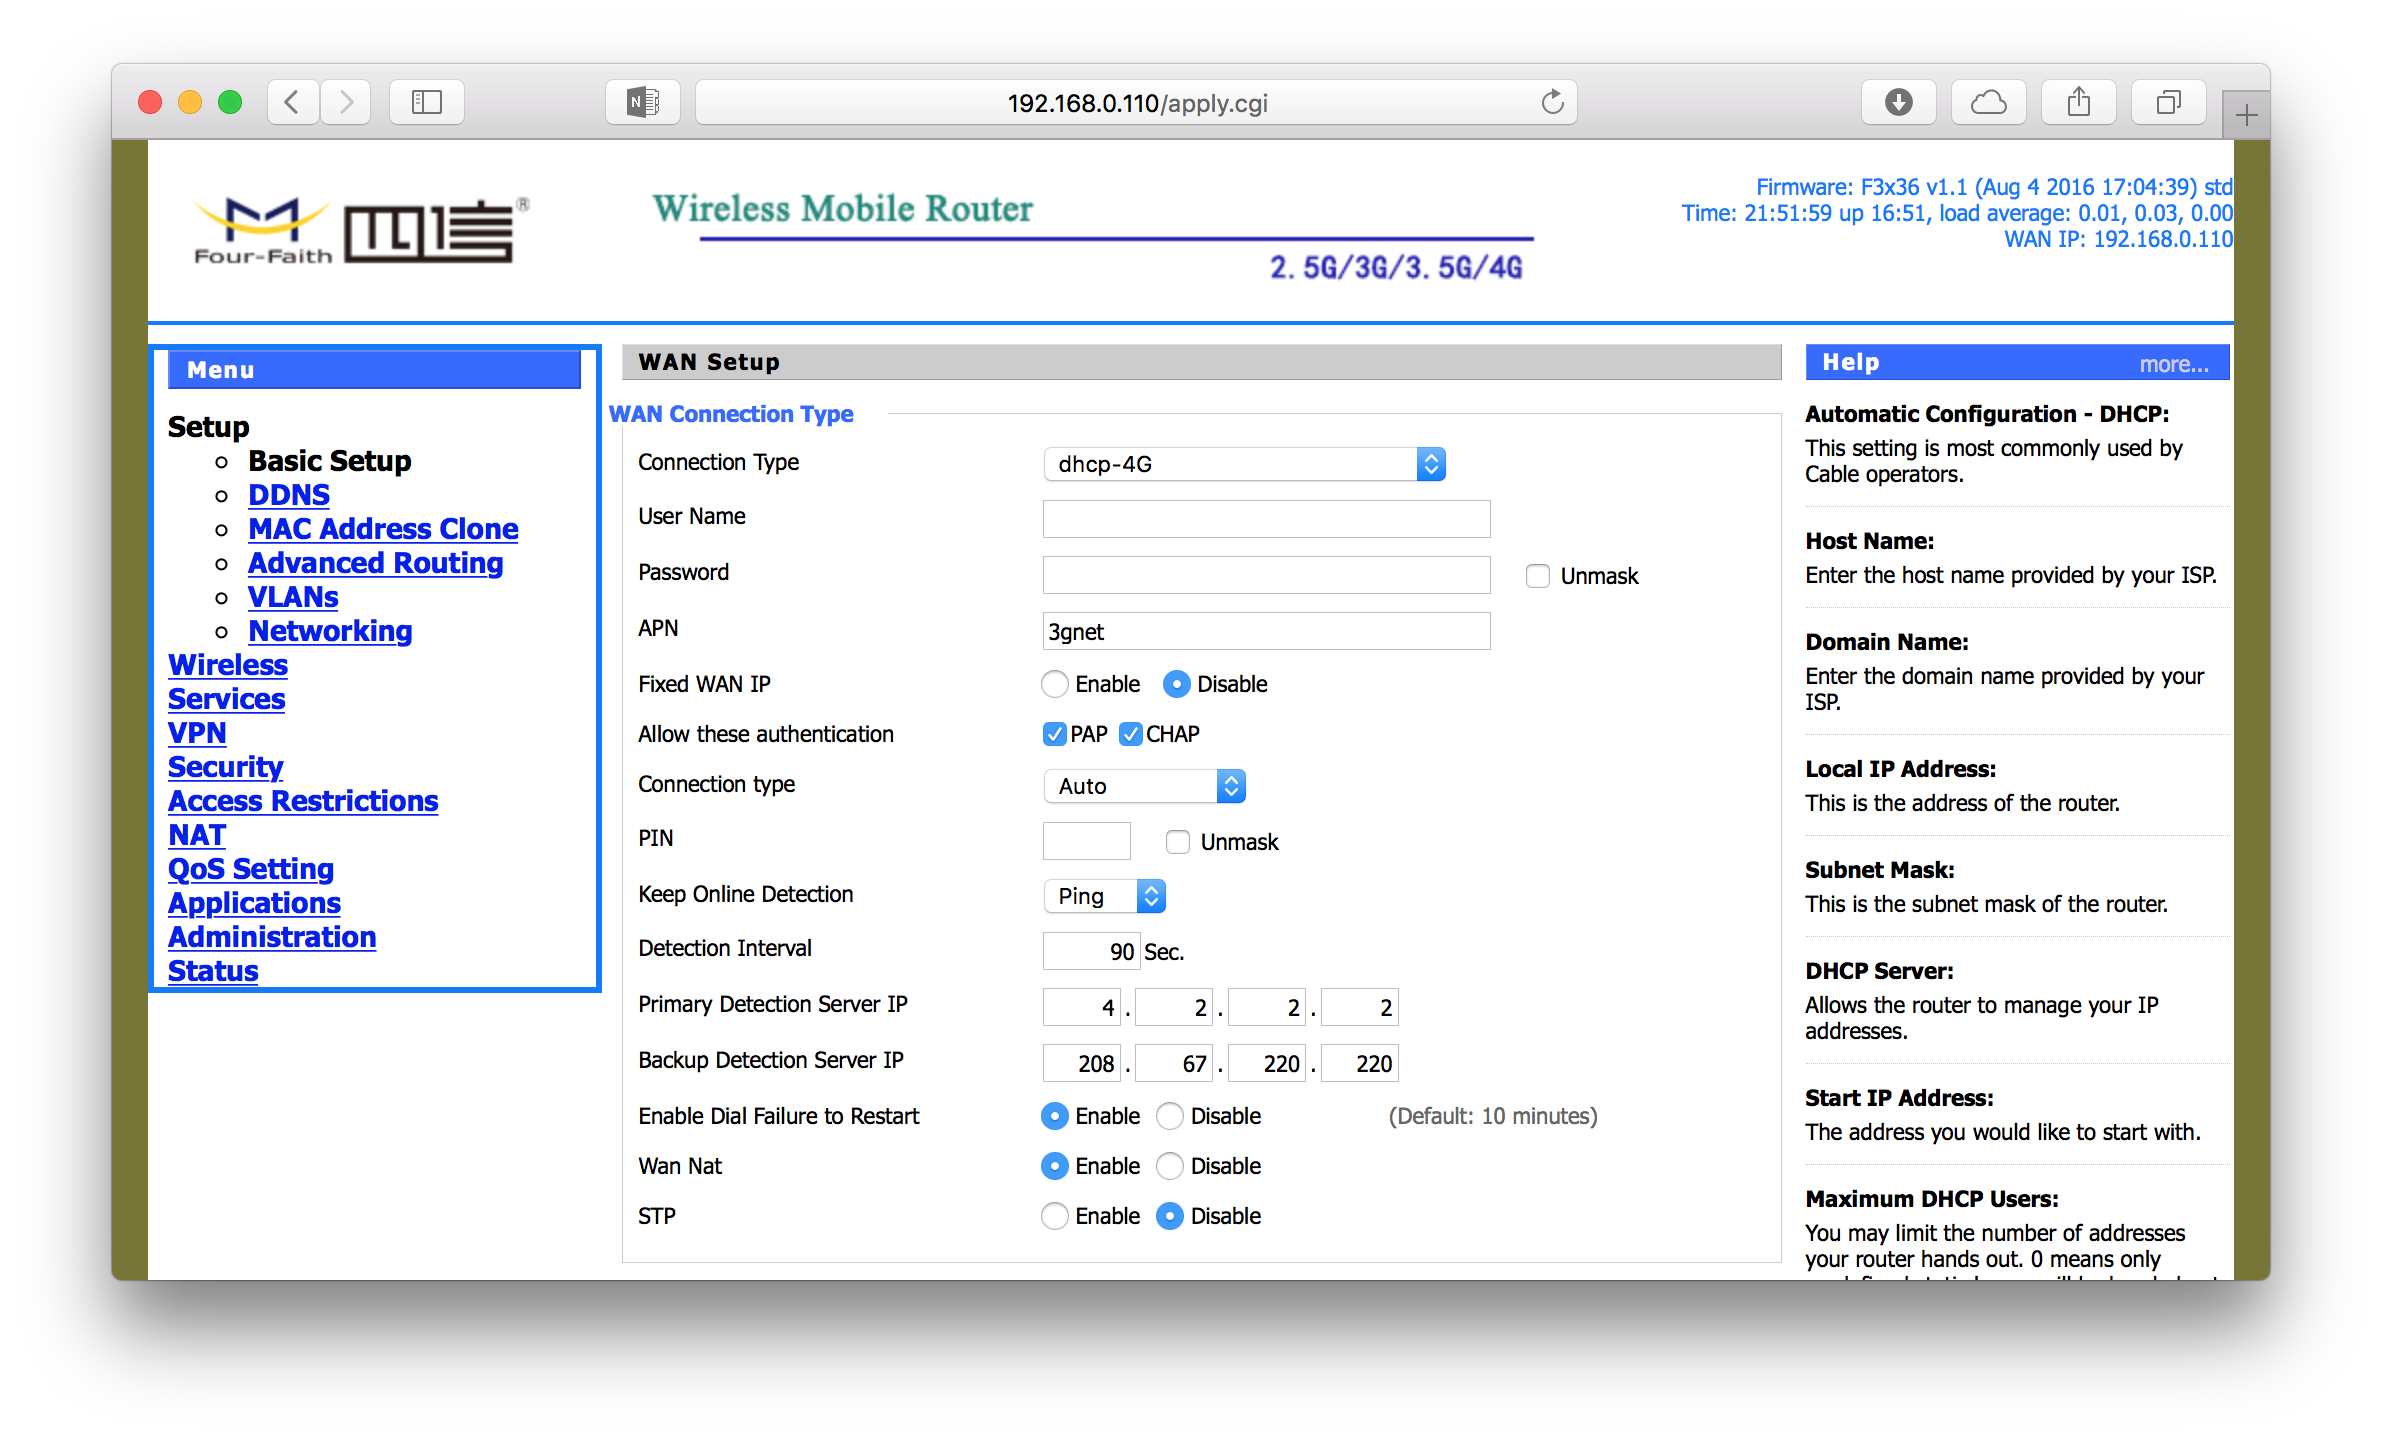 192.168.0.110/apply.cgi
Four-Faith 四信®
Wireless Mobile Router
2.5G/3G/3.5G/4G
Firmware: F3x36 v1.1 (Aug 4 2016 17:04:39) std
Time: 21:51:59 up 16:51, load average: 0.01, 0.03, 0.00
WAN IP: 192.168.0.110
Menu
Setup
Basic Setup
DDNS
MAC Address Clone
Advanced Routing
VLANs
Networking
Wireless
Services
VPN
Security
Access Restrictions
NAT
QoS Setting
Applications
Administration
Status
WAN Setup
WAN Connection Type
Connection Type dhcp-4G
User Name
Password Unmask
APN 3gnet
Fixed WAN IP Enable Disable
Allow these authentication PAP CHAP
Connection type Auto
PIN Unmask
Keep Online Detection Ping
Detection Interval 90 Sec.
Primary Detection Server IP 4 . 2 . 2 . 2
Backup Detection Server IP 208 . 67 . 220 . 220
Enable Dial Failure to Restart Enable Disable (Default: 10 minutes)
Wan Nat Enable Disable
STP Enable Disable
Help more...
Automatic Configuration - DHCP:
This setting is most commonly used by
Cable operators.
Host Name:
Enter the host name provided by your ISP.
Domain Name:
Enter the domain name provided by your
ISP.
Local IP Address:
This is the address of the router.
Subnet Mask:
This is the subnet mask of the router.
DHCP Server:
Allows the router to manage your IP
addresses.
Start IP Address:
The address you would like to start with.
Maximum DHCP Users:
You may limit the number of addresses
your router hands out. 0 means only